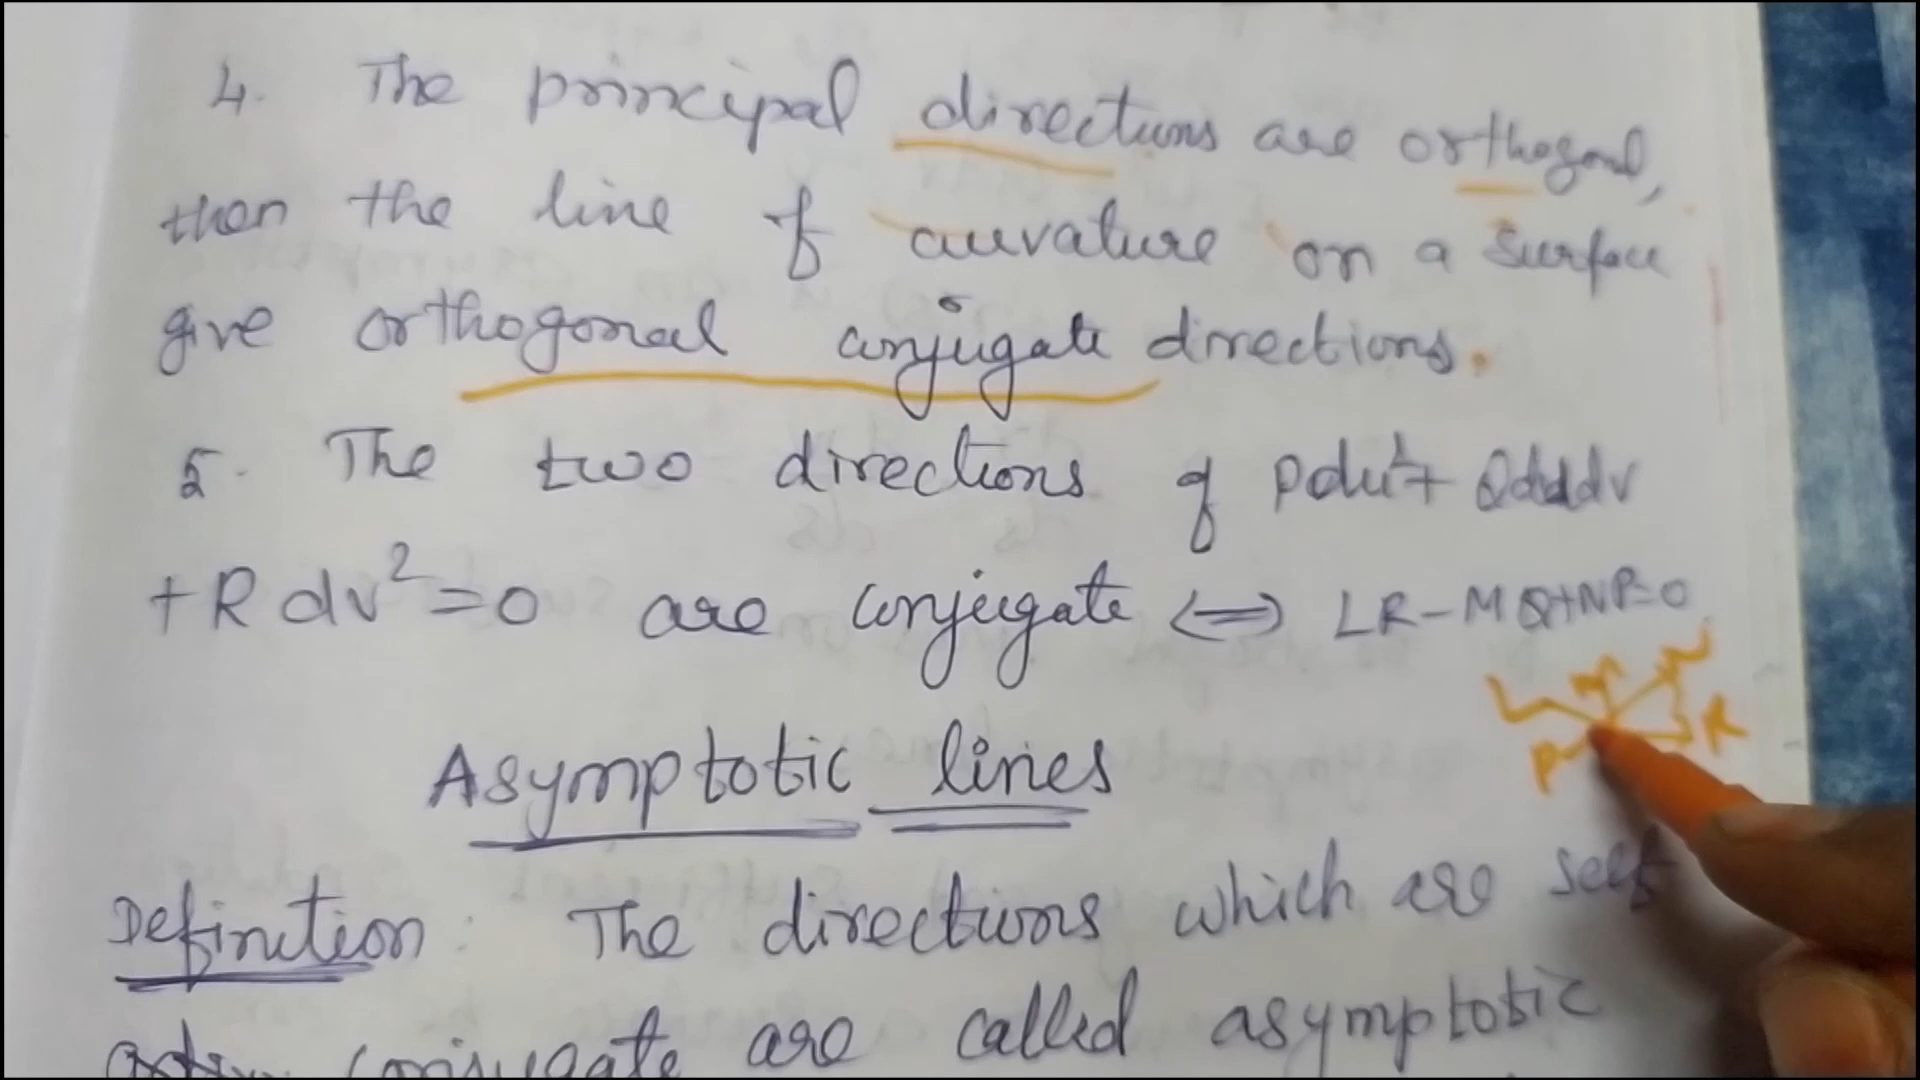 4. The principal directions are orthogonal,
then the line of curvature on a surface
give orthogonal conjugate directions.
5. The two directions of Pdu²+ Qdudv
+R dv²=0 are conjugate <=> LR-MQ+NP=0
L M N
P R
Asymptotic lines
Definition: The directions which are self
conjugate are called asymptotic